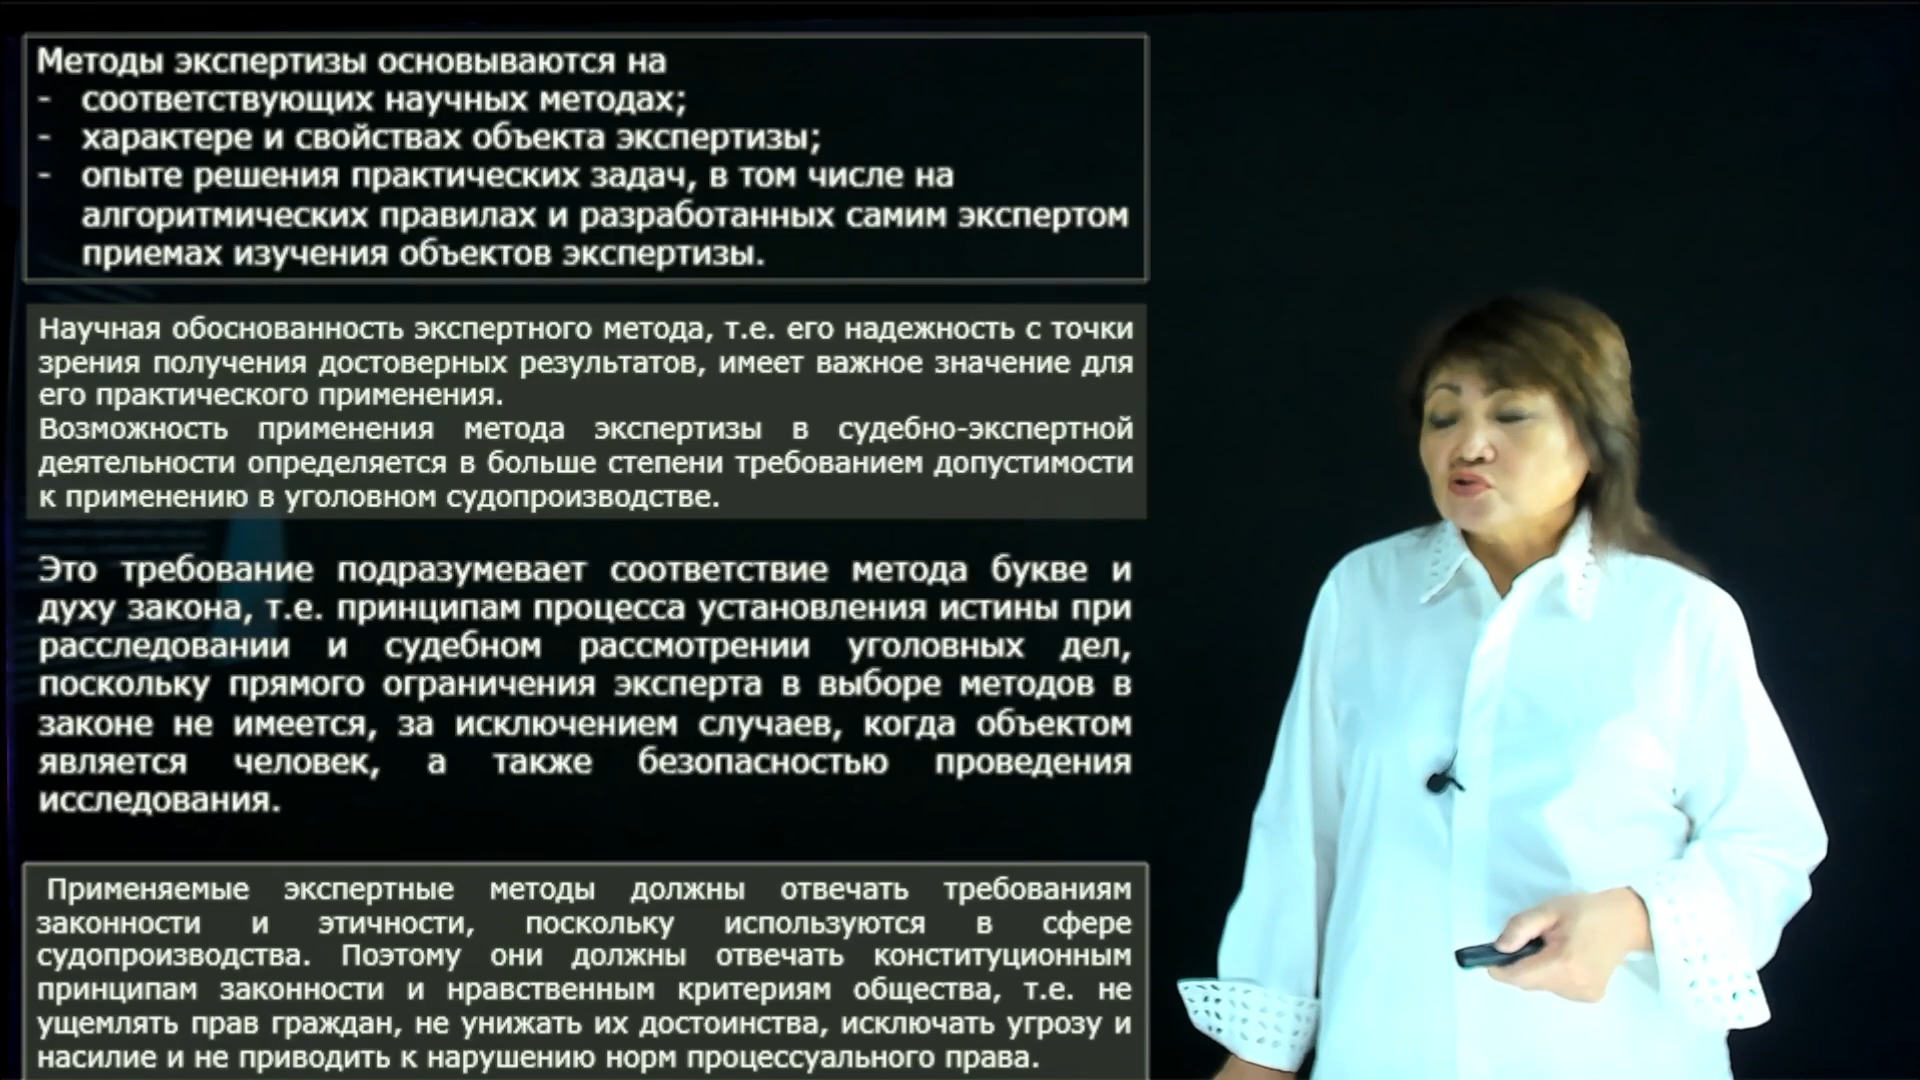 Методы экспертизы основываются на
- соответствующих научных методах;
- характере и свойствах объекта экспертизы;
- опыте решения практических задач, в том числе на
алгоритмических правилах и разработанных самим экспертом
приемах изучения объектов экспертизы.
Научная обоснованность экспертного метода, т.е. его надежность с точки
зрения получения достоверных результатов, имеет важное значение для
его практического применения.
Возможность применения метода экспертизы в судебно-экспертной
деятельности определяется в больше степени требованием допустимости
к применению в уголовном судопроизводстве.
Это требование подразумевает соответствие метода букве и
духу закона, т.е. принципам процесса установления истины при
расследовании и судебном рассмотрении уголовных дел,
поскольку прямого ограничения эксперта в выборе методов в
законе не имеется, за исключением случаев, когда объектом
является человек, а также безопасностью проведения
исследования.
Применяемые экспертные методы должны отвечать требованиям
законности и этичности, поскольку используются в сфере
судопроизводства. Поэтому они должны отвечать конституционным
принципам законности и нравственным критериям общества, т.е. не
ущемлять прав граждан, не унижать их достоинства, исключать угрозу и
насилие и не приводить к нарушению норм процессуального права.